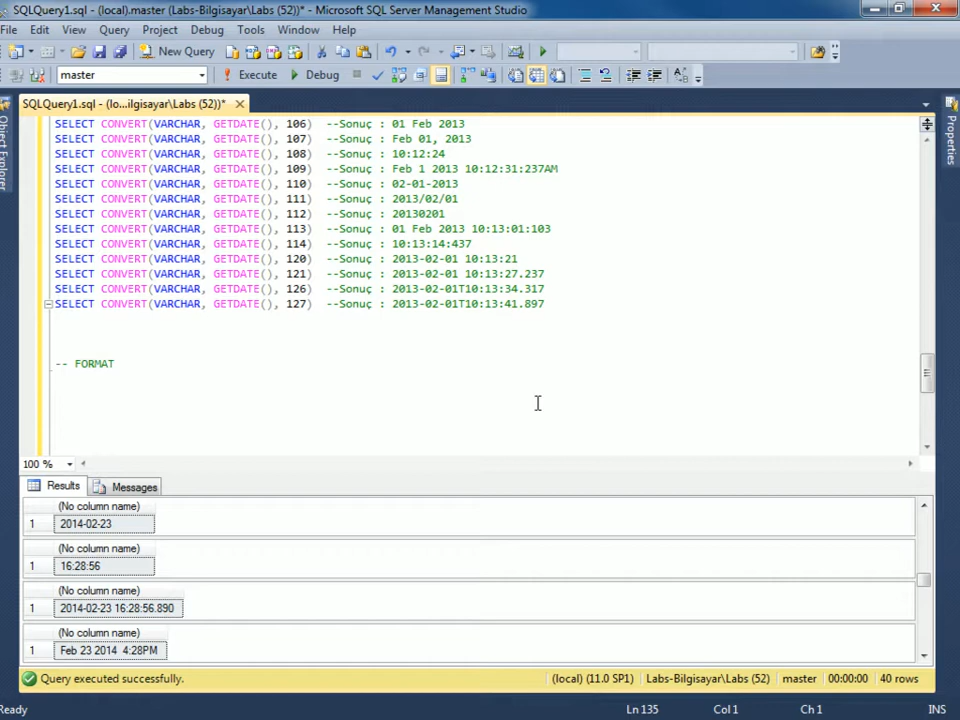 SQLQuery1.sql - (local).master (Labs-Bilgisayar\Labs (52))* - Microsoft SQL Server Management Studio
File Edit View Query Project Debug Tools Window Help
New Query
master Execute Debug
SQLQuery1.sql - (lo...ilgisayar\Labs (52))*
Object Explorer
Properties
SELECT CONVERT(VARCHAR, GETDATE(), 106) --Sonuç : 01 Feb 2013
SELECT CONVERT(VARCHAR, GETDATE(), 107) --Sonuç : Feb 01, 2013
SELECT CONVERT(VARCHAR, GETDATE(), 108) --Sonuç : 10:12:24
SELECT CONVERT(VARCHAR, GETDATE(), 109) --Sonuç : Feb 1 2013 10:12:31:237AM
SELECT CONVERT(VARCHAR, GETDATE(), 110) --Sonuç : 02-01-2013
SELECT CONVERT(VARCHAR, GETDATE(), 111) --Sonuç : 2013/02/01
SELECT CONVERT(VARCHAR, GETDATE(), 112) --Sonuç : 20130201
SELECT CONVERT(VARCHAR, GETDATE(), 113) --Sonuç : 01 Feb 2013 10:13:01:103
SELECT CONVERT(VARCHAR, GETDATE(), 114) --Sonuç : 10:13:14:437
SELECT CONVERT(VARCHAR, GETDATE(), 120) --Sonuç : 2013-02-01 10:13:21
SELECT CONVERT(VARCHAR, GETDATE(), 121) --Sonuç : 2013-02-01 10:13:27.237
SELECT CONVERT(VARCHAR, GETDATE(), 126) --Sonuç : 2013-02-01T10:13:34.317
SELECT CONVERT(VARCHAR, GETDATE(), 127) --Sonuç : 2013-02-01T10:13:41.897
-- FORMAT
100 %
Results Messages
(No column name)
1 2014-02-23
(No column name)
1 16:28:56
(No column name)
1 2014-02-23 16:28:56.890
(No column name)
1 Feb 23 2014 4:28PM
Query executed successfully. (local) (11.0 SP1) Labs-Bilgisayar\Labs (52) master 00:00:00 40 rows
Ready Ln 135 Col 1 Ch 1 INS